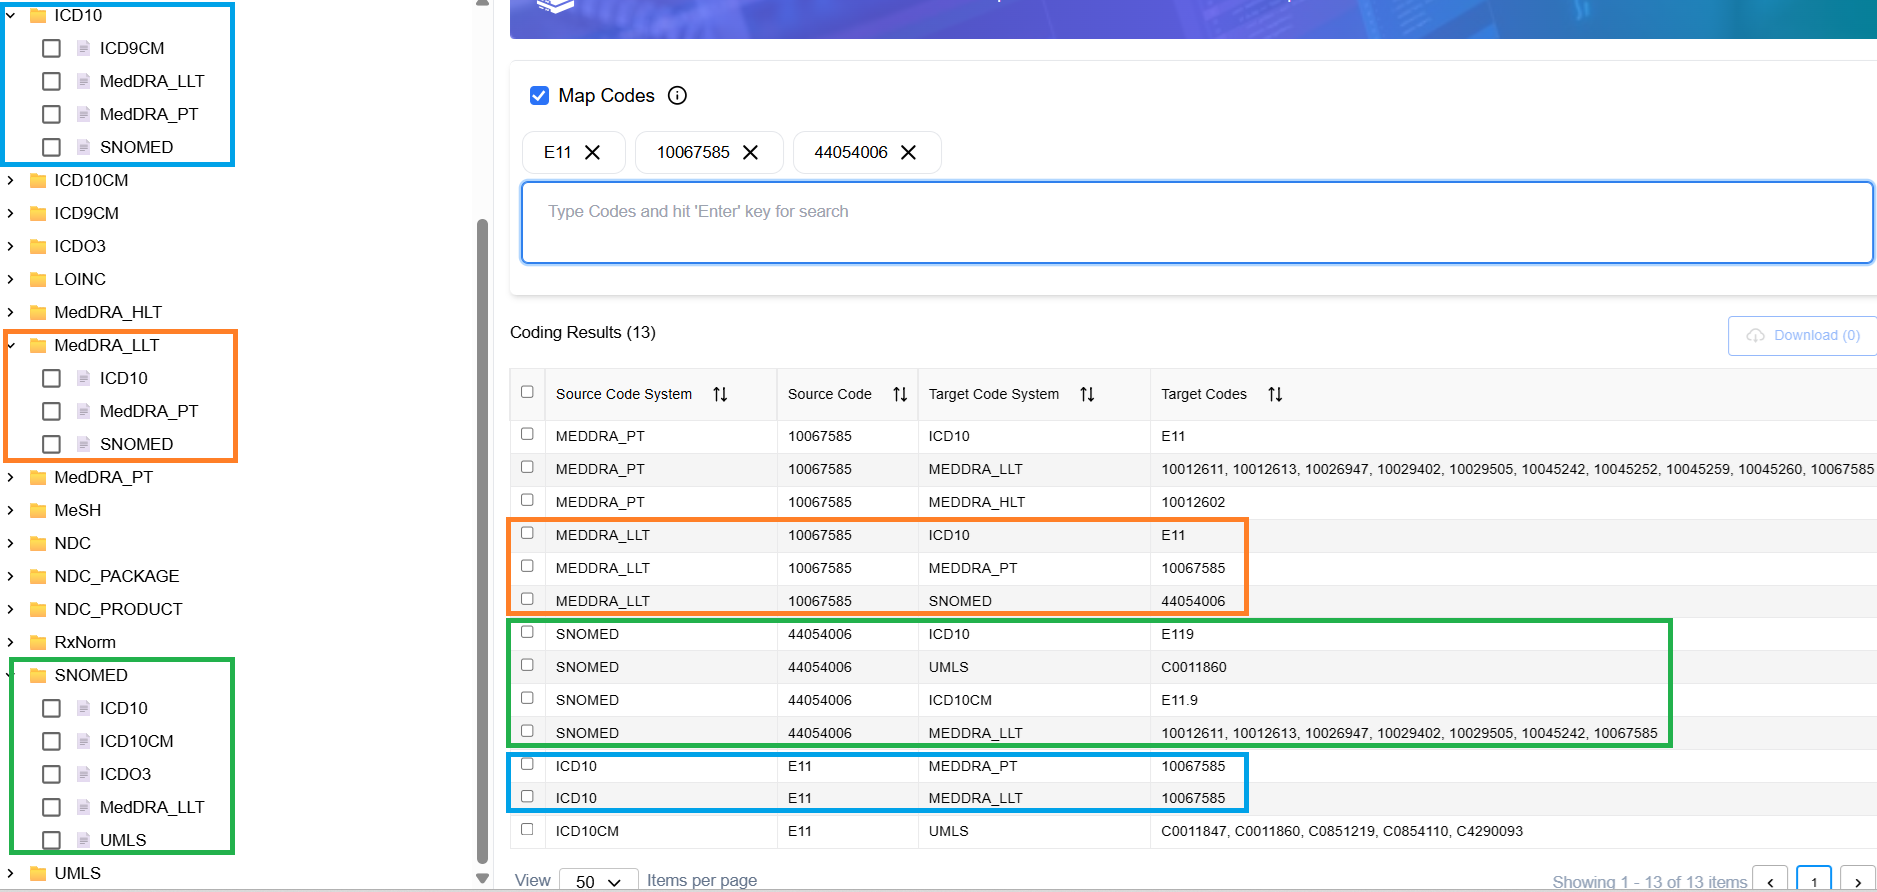 ICD10
ICD9CM
MedDRA_LLT
MedDRA_PT
SNOMED
ICD10CM
ICD9CM
ICDO3
LOINC
MedDRA_HLT
MedDRA_LLT
ICD10
MedDRA_PT
SNOMED
MedDRA_PT
MeSH
NDC
NDC_PACKAGE
NDC_PRODUCT
RxNorm
SNOMED
ICD10
ICD10CM
ICDO3
MedDRA_LLT
UMLS
UMLS
Map Codes
E11 10067585 44054006
Type Codes and hit 'Enter' key for search
Coding Results (13)
Download (0)
Source Code System Source Code Target Code System Target Codes
MEDDRA_PT 10067585 ICD10 E11
MEDDRA_PT 10067585 MEDDRA_LLT 10012611, 10012613, 10026947, 10029402, 10029505, 10045242, 10045252, 10045259, 10045260, 10067585
MEDDRA_PT 10067585 MEDDRA_HLT 10012602
MEDDRA_LLT 10067585 ICD10 E11
MEDDRA_LLT 10067585 MEDDRA_PT 10067585
MEDDRA_LLT 10067585 SNOMED 44054006
SNOMED 44054006 ICD10 E119
SNOMED 44054006 UMLS C0011860
SNOMED 44054006 ICD10CM E11.9
SNOMED 44054006 MEDDRA_LLT 10012611, 10012613, 10026947, 10029402, 10029505, 10045242, 10067585
ICD10 E11 MEDDRA_PT 10067585
ICD10 E11 MEDDRA_LLT 10067585
ICD10CM E11 UMLS C0011847, C0011860, C0851219, C0854110, C4290093
View 50 Items per page
Showing 1 - 13 of 13 items 1